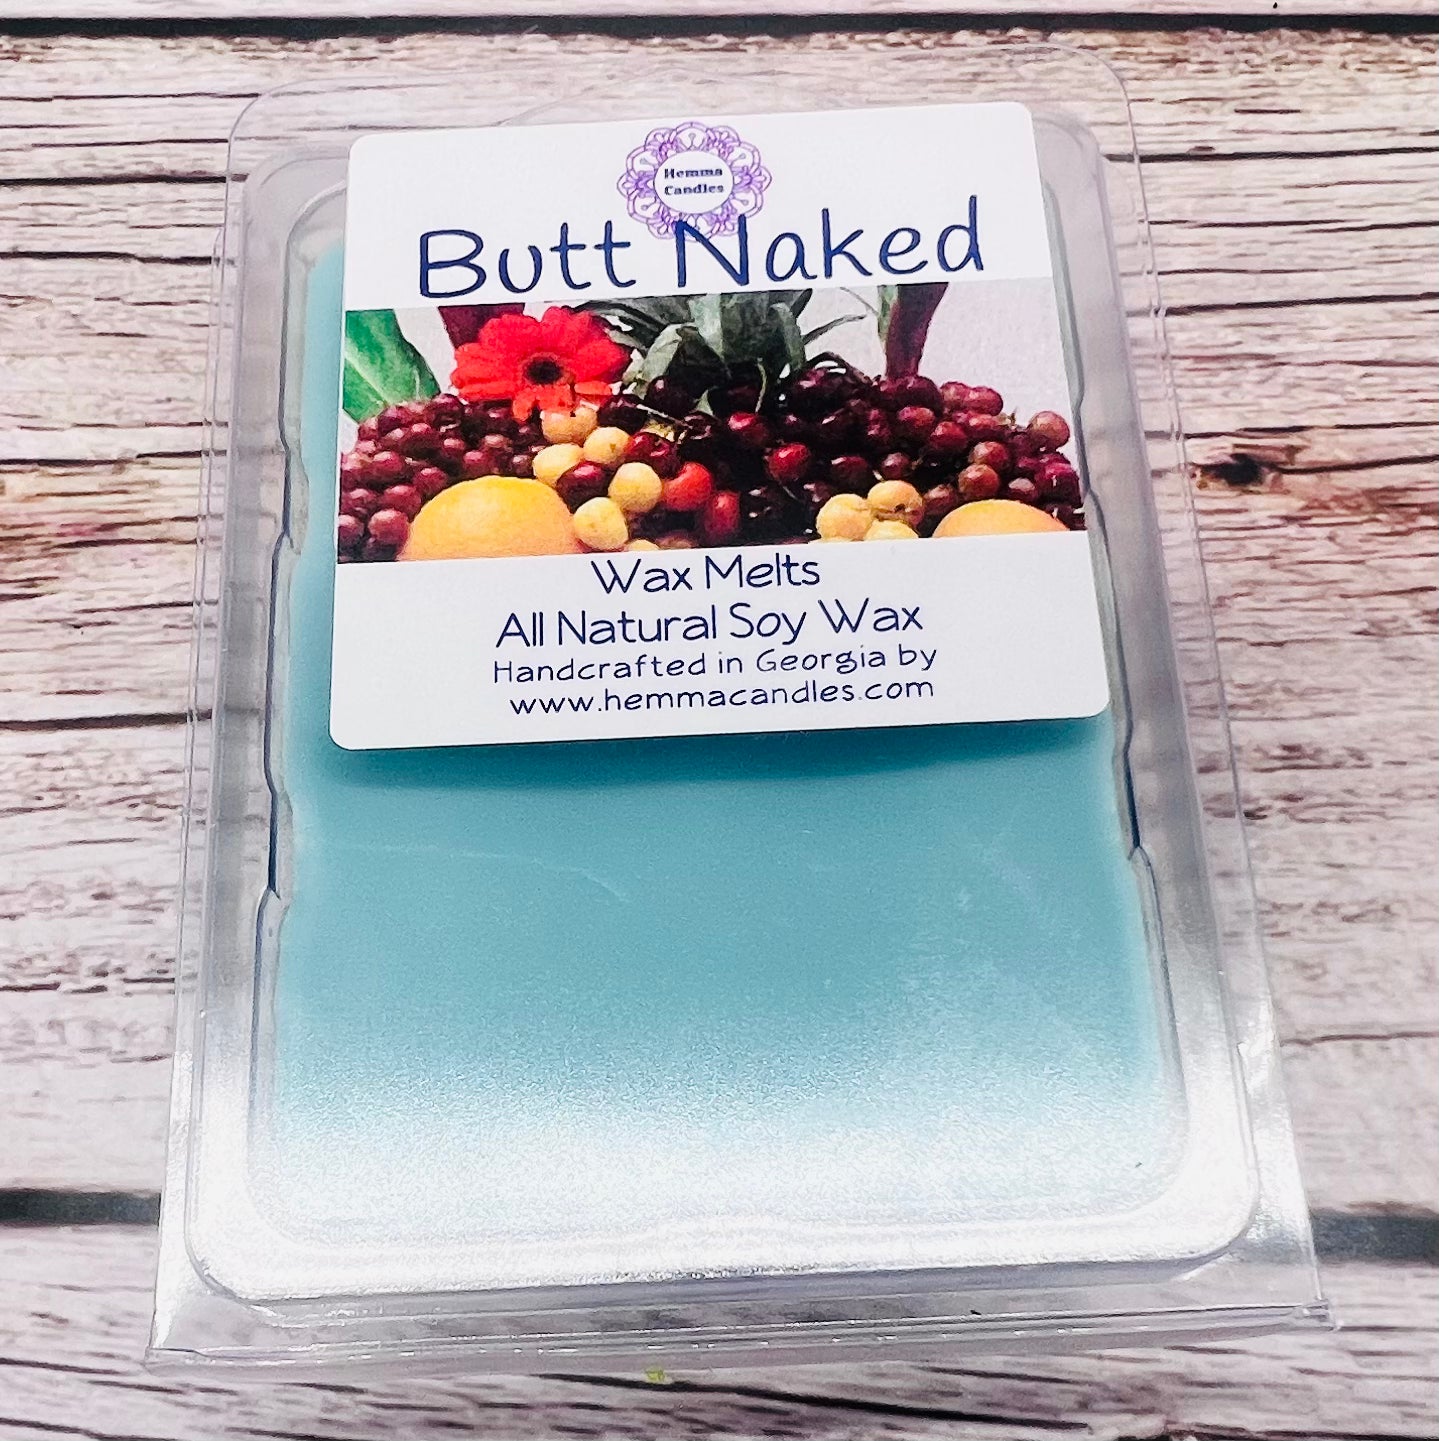 Hemma
Candles
Butt Naked
Wax Melts
All Natural Soy Wax
Handcrafted in Georgia by
www.hemmacandles.com